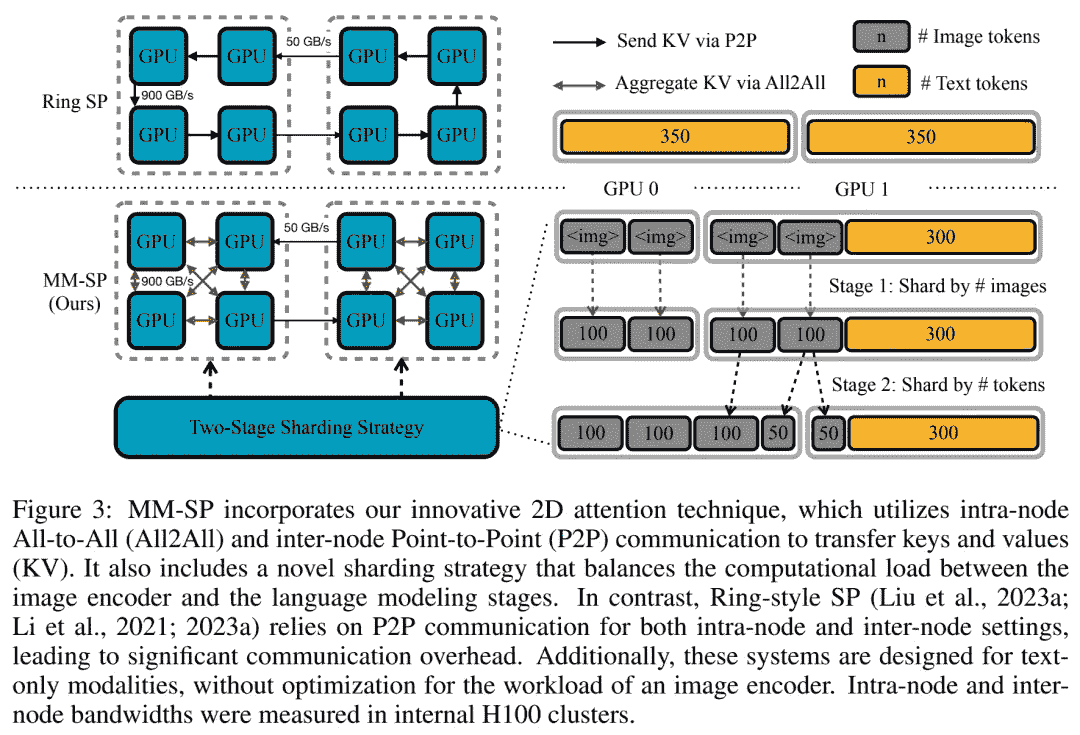 GPU GPU 50 GB/s GPU GPU
Ring SP
900 GB/s
GPU GPU GPU GPU
Send KV via P2P
Aggregate KV via All2All
n # Image tokens
n # Text tokens
350 350
GPU 0 GPU 1
GPU GPU 50 GB/s GPU GPU
MM-SP
(Ours)
900 GB/s
GPU GPU GPU GPU
Two-Stage Sharding Strategy
<img> <img> <img> <img> 300
Stage 1: Shard by # images
100 100 100 100 300
Stage 2: Shard by # tokens
100 100 100 50 50 300
Figure 3: MM-SP incorporates our innovative 2D attention technique, which utilizes intra-node
All-to-All (All2All) and inter-node Point-to-Point (P2P) communication to transfer keys and values
(KV). It also includes a novel sharding strategy that balances the computational load between the
image encoder and the language modeling stages. In contrast, Ring-style SP (Liu et al., 2023a;
Li et al., 2021; 2023a) relies on P2P communication for both intra-node and inter-node settings,
leading to significant communication overhead. Additionally, these systems are designed for text-
only modalities, without optimization for the workload of an image encoder. Intra-node and inter-
node bandwidths were measured in internal H100 clusters.